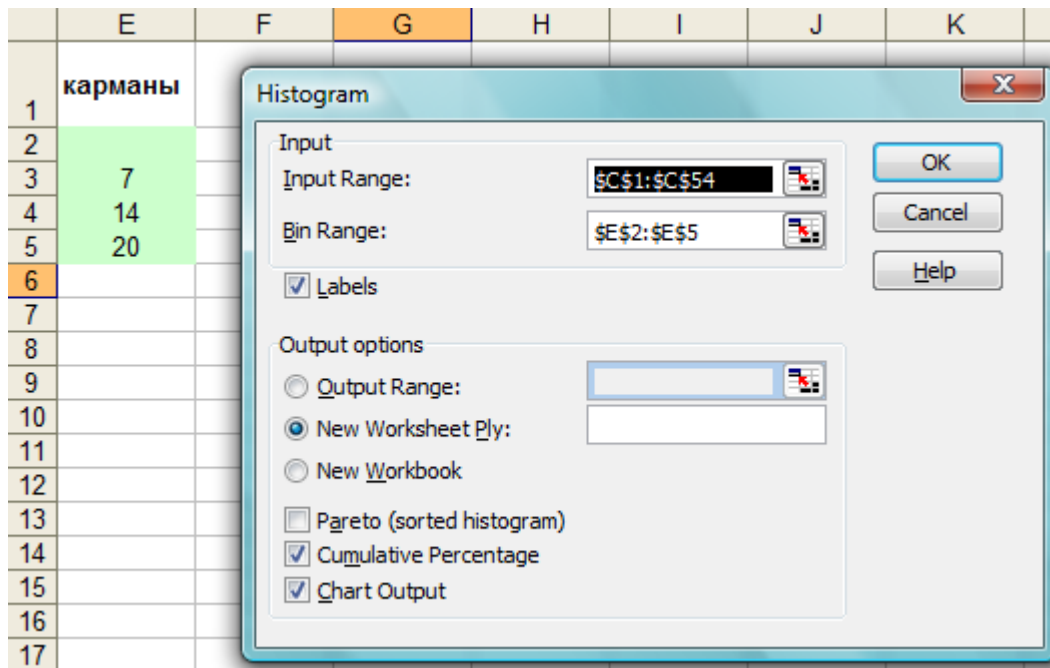 E F G H I J K
1 карманы
2
3 7
4 14
5 20
6
7
8
9
10
11
12
13
14
15
16
17
Histogram
Input
Input Range: $C$1:$C$54
Bin Range: $E$2:$E$5
Labels
Output options
Output Range:
New Worksheet Ply:
New Workbook
Pareto (sorted histogram)
Cumulative Percentage
Chart Output
OK
Cancel
Help